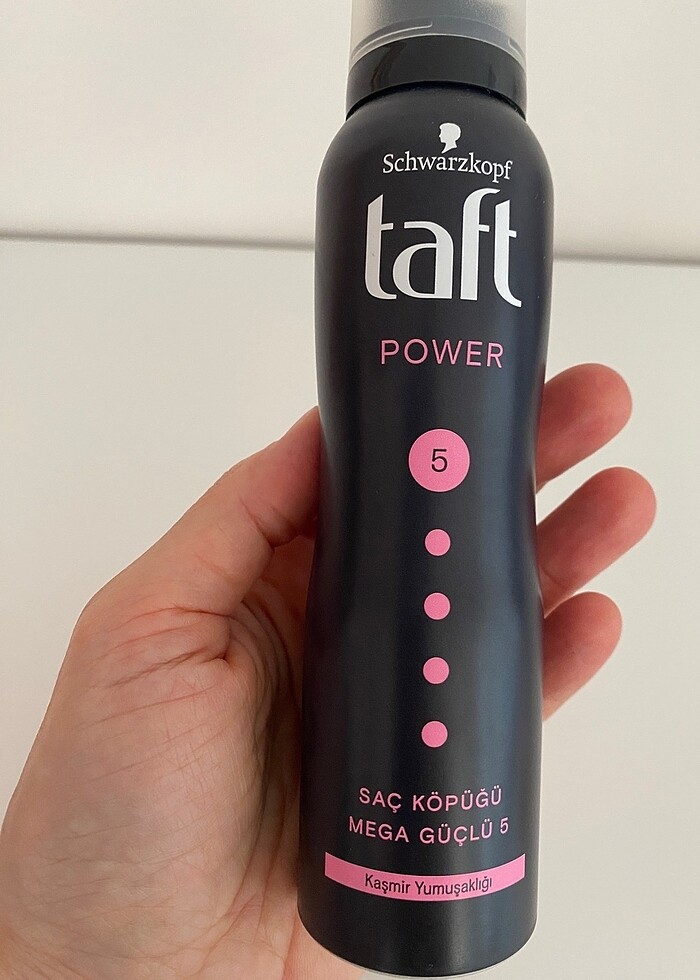 Schwarzkopf
taft
POWER
5
SAÇ KÖPÜĞÜ
MEGA GÜÇLÜ 5
Kaşmir Yumuşaklığı